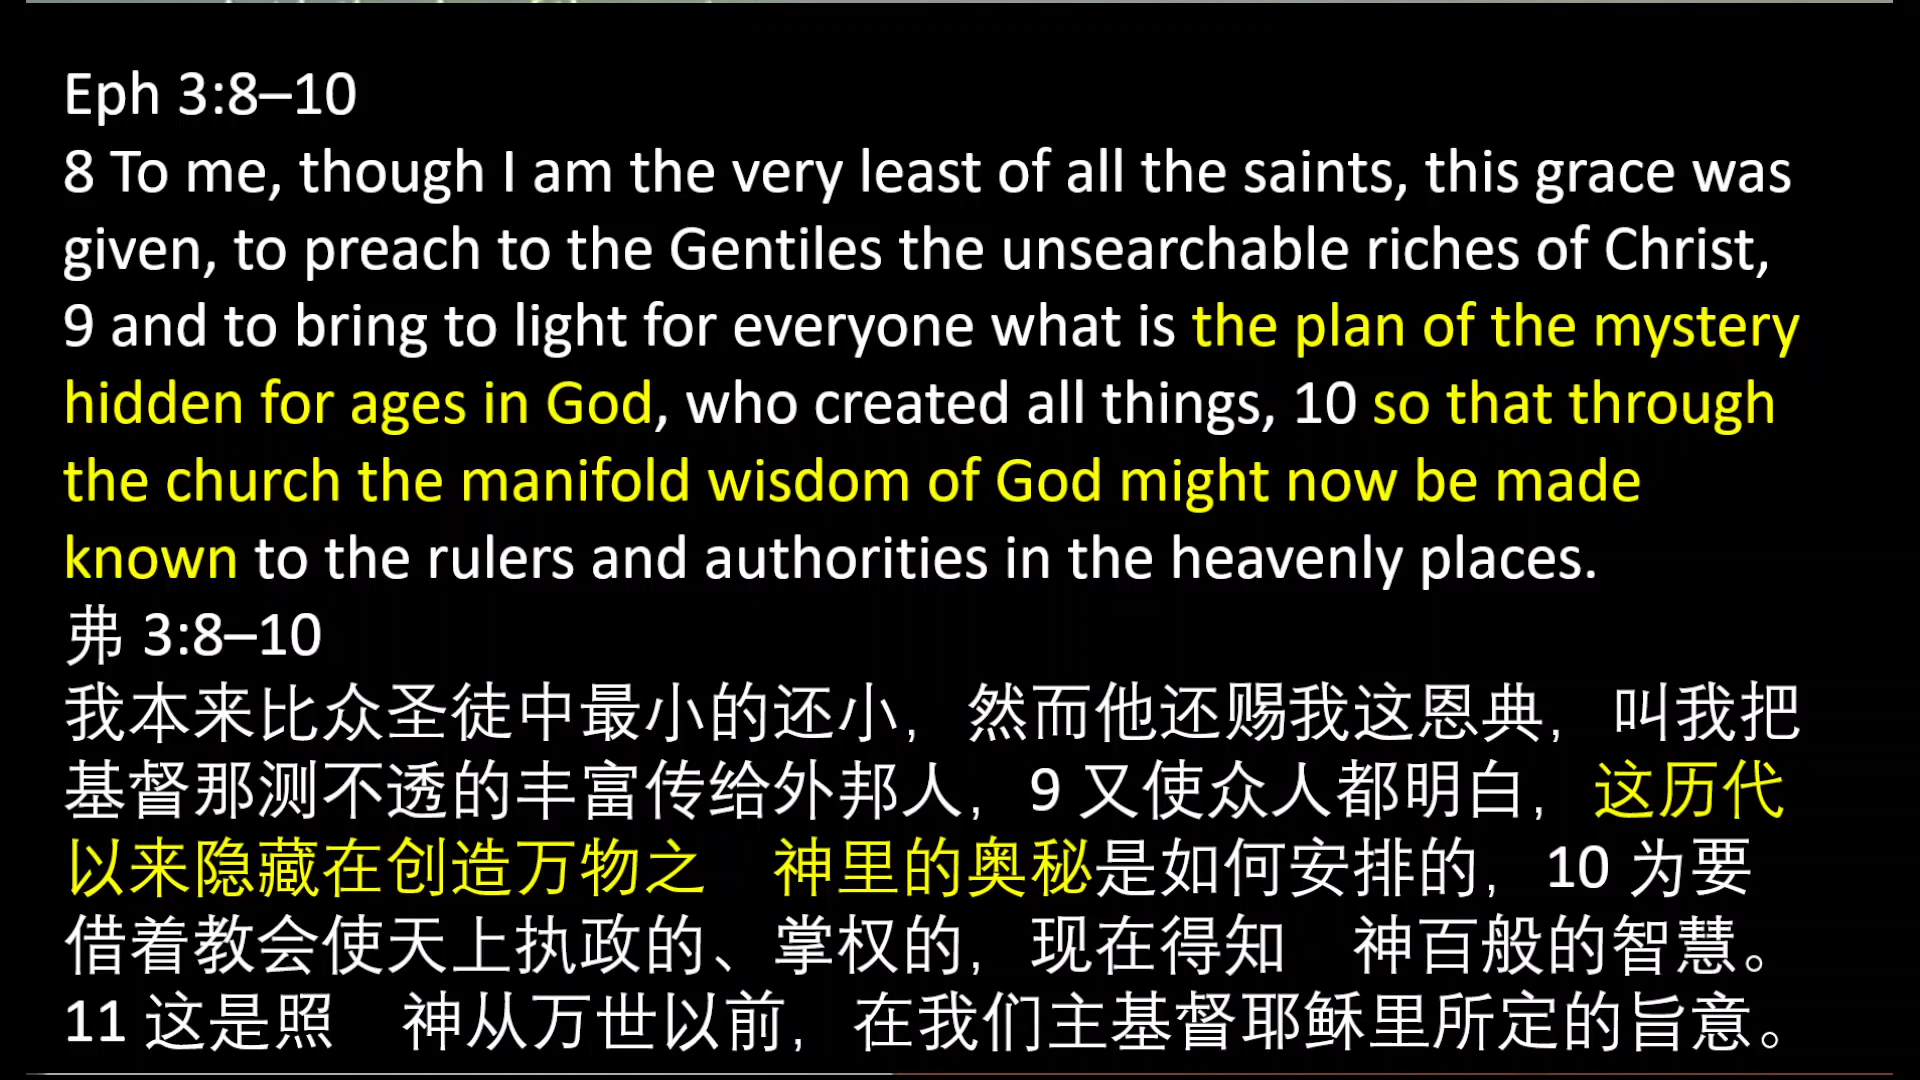 Eph 3:8–10
8 To me, though I am the very least of all the saints, this grace was
given, to preach to the Gentiles the unsearchable riches of Christ,
9 and to bring to light for everyone what is the plan of the mystery
hidden for ages in God, who created all things, 10 so that through
the church the manifold wisdom of God might now be made
known to the rulers and authorities in the heavenly places.
弗 3:8–10
我本来比众圣徒中最小的还小，然而他还赐我这恩典，叫我把
基督那测不透的丰富传给外邦人，9 又使众人都明白，这历代
以来隐藏在创造万物之　神里的奥秘是如何安排的，10 为要
借着教会使天上执政的、掌权的，现在得知　神百般的智慧。
11 这是照　神从万世以前，在我们主基督耶稣里所定的旨意。